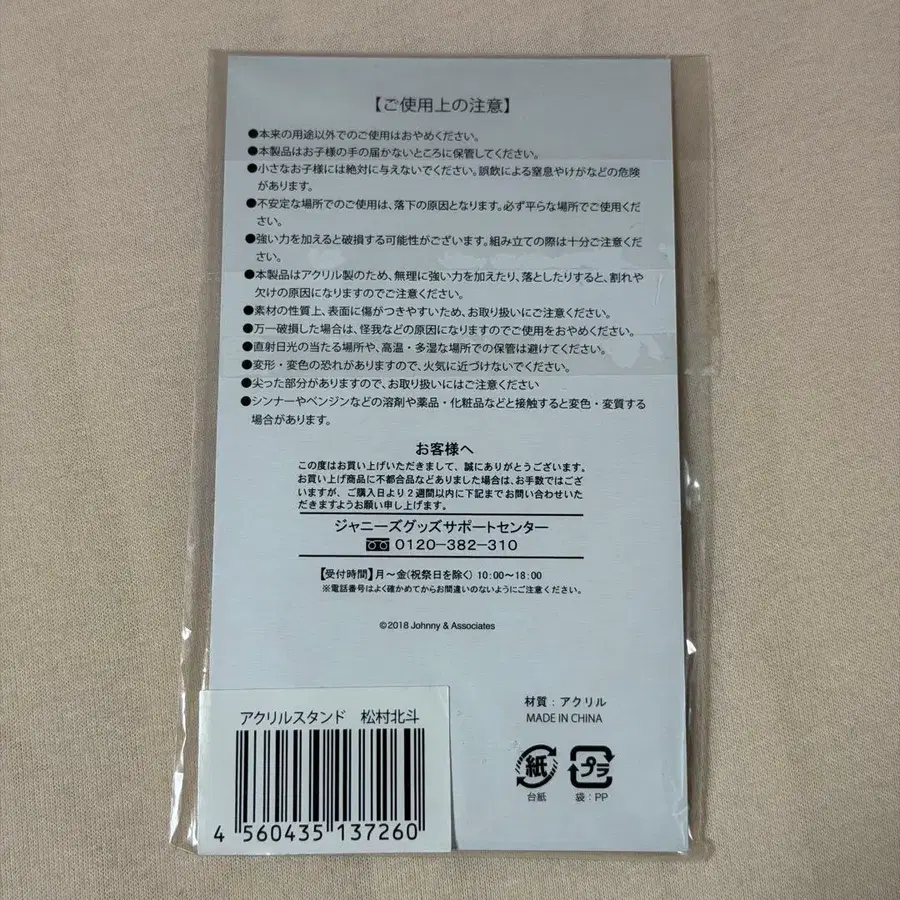 【ご使用上の注意】
●本来の用途以外でのご使用はおやめください。
●本製品はお子様の手の届かないところに保管してください。
●小さなお子様には絶対に与えないでください。誤飲による窒息やけがなどの危険
があります。
●不安定な場所でのご使用は、落下の原因となります。必ず平らな場所でご使用くだ
さい。
●強い力を加えると破損する可能性がございます。組み立ての際は十分ご注意くだ
さい。
●本製品はアクリル製のため、無理に強い力を加えたり、落としたりすると、割れや
欠けの原因になりますのでご注意ください。
●素材の性質上、表面に傷がつきやすいため、お取り扱いにご注意ください。
●万一破損した場合は、怪我などの原因になりますのでご使用をおやめください。
●直射日光の当たる場所や、高温・多湿な場所での保管は避けてください。
●変形・変色の恐れがありますので、火気に近づけないでください。
●尖った部分がありますので、お取り扱いにはご注意ください
●シンナーやベンジンなどの溶剤や薬品・化粧品などと接触すると変色・変質する
場合があります。
お客様へ
この度はお買い上げいただきまして、誠にありがとうございます。
お買い上げ商品に不都合品などありました場合は、お手数ではござ
いますが、ご購入日より2週間以内に下記までお問い合わせいた
だきますようお願い申し上げます。
ジャニーズグッズサポートセンター
0120-382-310
【受付時間】月〜金(祝祭日を除く) 10:00〜18:00
※電話番号はよく確かめてからお間違いのないようにご注意ください。
©2018 Johnny & Associates
材質：アクリル
MADE IN CHINA
紙
台紙
プラ
袋：PP
アクリルスタンド 松村北斗
4 560435 137260